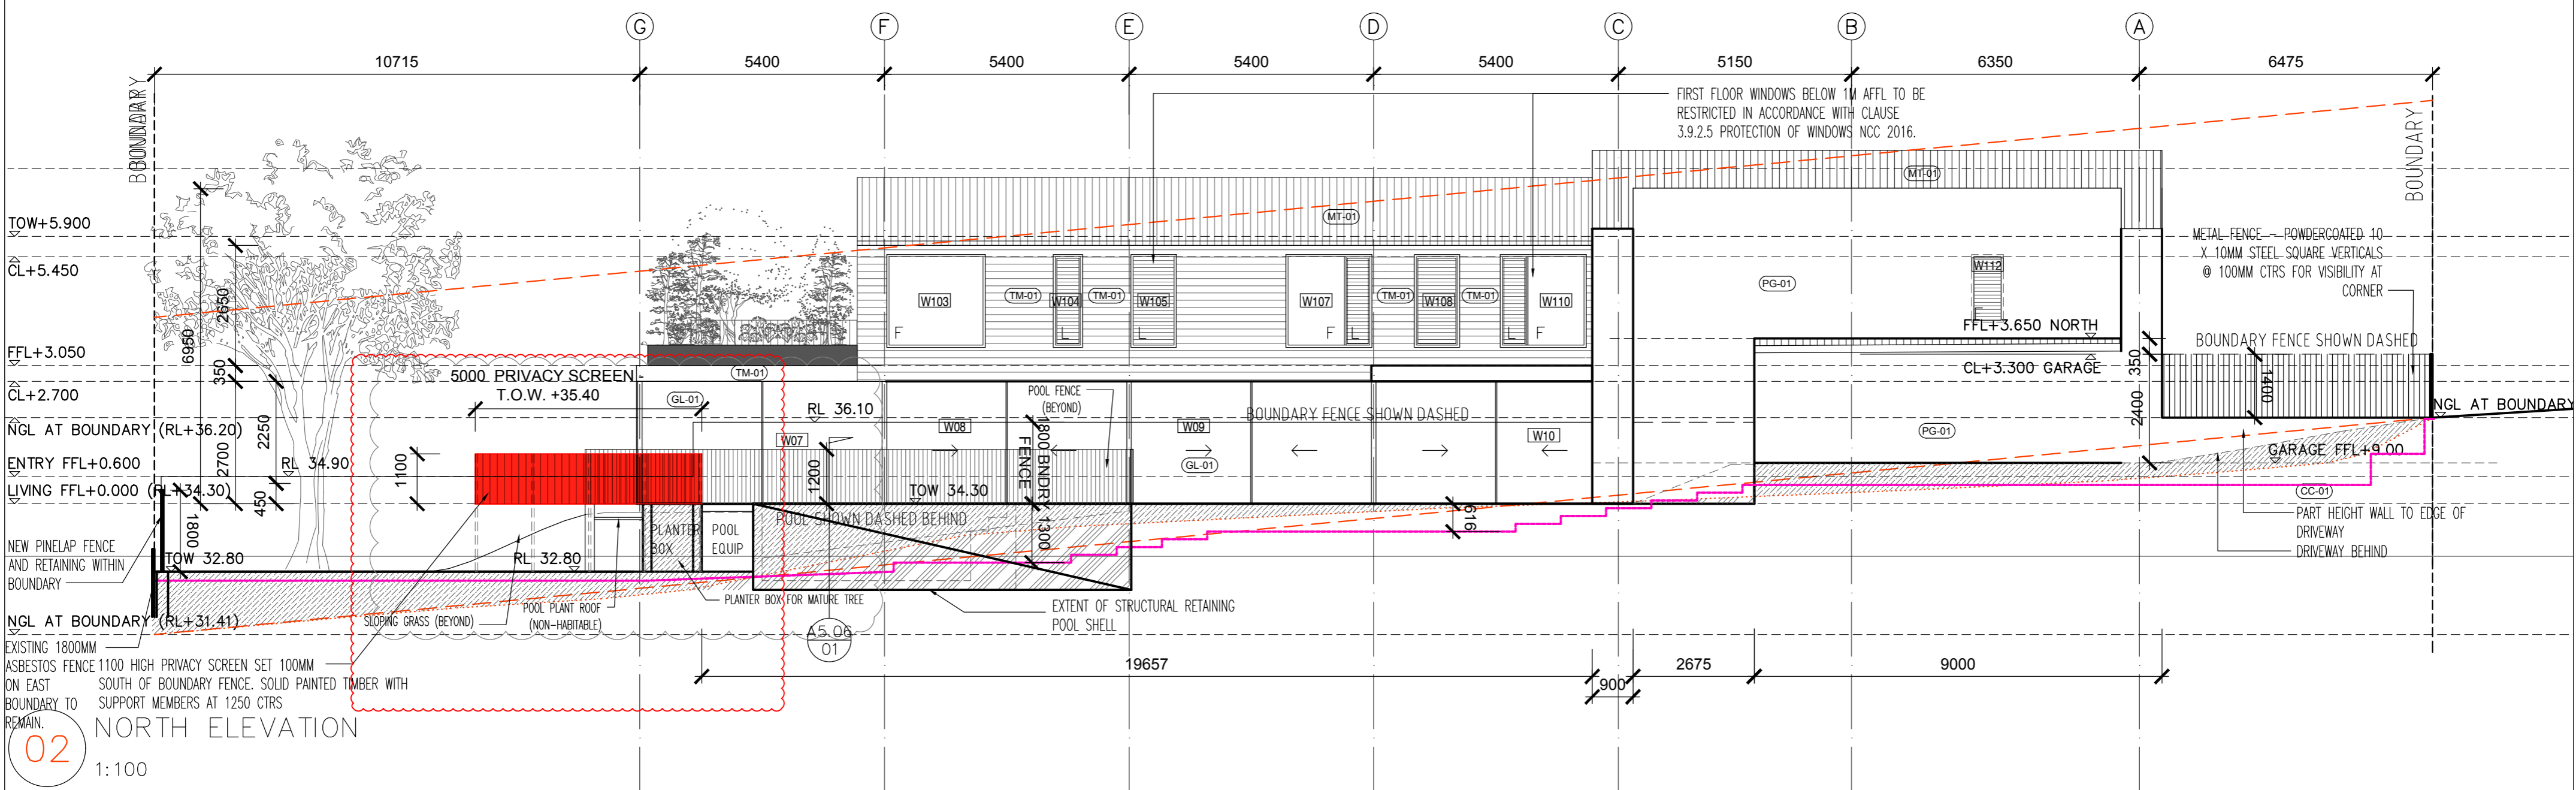 G
F
E
D
C
B
A
10715
5400
5400
5400
5400
5150
6350
6475
BOUNDARY
BOUNDARY
BOUNDARY
FIRST FLOOR WINDOWS BELOW 1M AFFL TO BE
RESTRICTED IN ACCORDANCE WITH CLAUSE
3.9.2.5 PROTECTION OF WINDOWS NCC 2016.
MT-01
MT-01
METAL FENCE - POWDERCOATED 10
X 10MM STEEL SQUARE VERTICALS
@ 100MM CTRS FOR VISIBILITY AT
CORNER
TOW+5.900
CL+5.450
FFL+3.050
CL+2.700
NGL AT BOUNDARY (RL+36.20)
ENTRY FFL+0.600
LIVING FFL+0.000 (RL+34.30)
6950
2650
350
2250
2700
450
1800
RL 34.90
1100
W103
TM-01
W104
TM-01
W105
W107
TM-01
W108
TM-01
W110
F
L
L
F
L
L
F
PG-01
W112
F
FFL+3.650 NORTH
CL+3.300 GARAGE
350
2400
BOUNDARY FENCE SHOWN DASHED
1400
NGL AT BOUNDARY
5000 PRIVACY SCREEN
T.O.W. +35.40
TM-01
GL-01
RL 36.10
POOL FENCE
(BEYOND)
BOUNDARY FENCE SHOWN DASHED
W07
W08
W09
W10
GL-01
1200
1800 BNDRY
FENCE
1300
TOW 34.30
616
PG-01
GARAGE FFL+9.00
CC-01
PART HEIGHT WALL TO EDGE OF
DRIVEWAY
DRIVEWAY BEHIND
NEW PINELAP FENCE
AND RETAINING WITHIN
BOUNDARY
TOW 32.80
RL 32.80
PLANTER
BOX
POOL
EQUIP
POOL SHOWN DASHED BEHIND
PLANTER BOX FOR MATURE TREE
POOL PLANT ROOF
(NON-HABITABLE)
SLOPING GRASS (BEYOND)
EXTENT OF STRUCTURAL RETAINING
POOL SHELL
NGL AT BOUNDARY (RL+31.41)
A5.06
01
EXISTING 1800MM
ASBESTOS FENCE
ON EAST
BOUNDARY TO
REMAIN.
1100 HIGH PRIVACY SCREEN SET 100MM
SOUTH OF BOUNDARY FENCE. SOLID PAINTED TIMBER WITH
SUPPORT MEMBERS AT 1250 CTRS
19657
900
2675
9000
02
NORTH ELEVATION
1:100